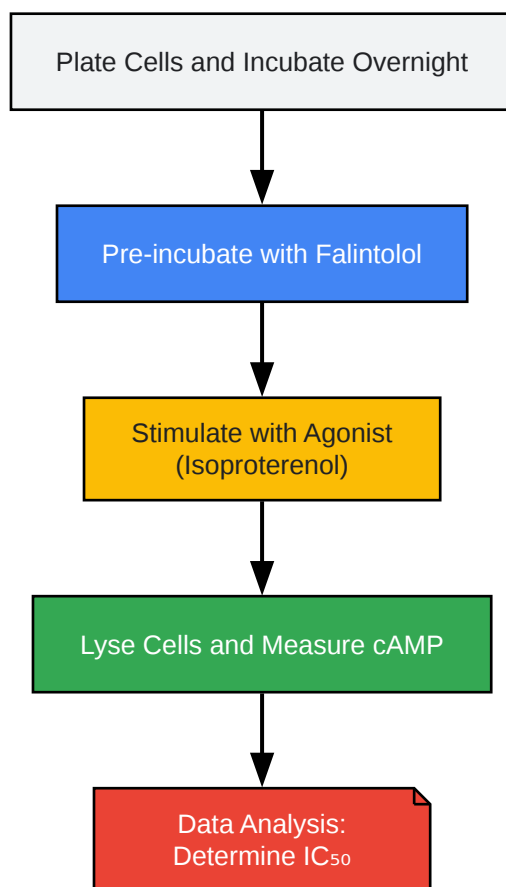 Plate Cells and Incubate Overnight
Pre-incubate with Falintolol
Stimulate with Agonist
(Isoproterenol)
Lyse Cells and Measure cAMP
Data Analysis:
Determine IC₅₀